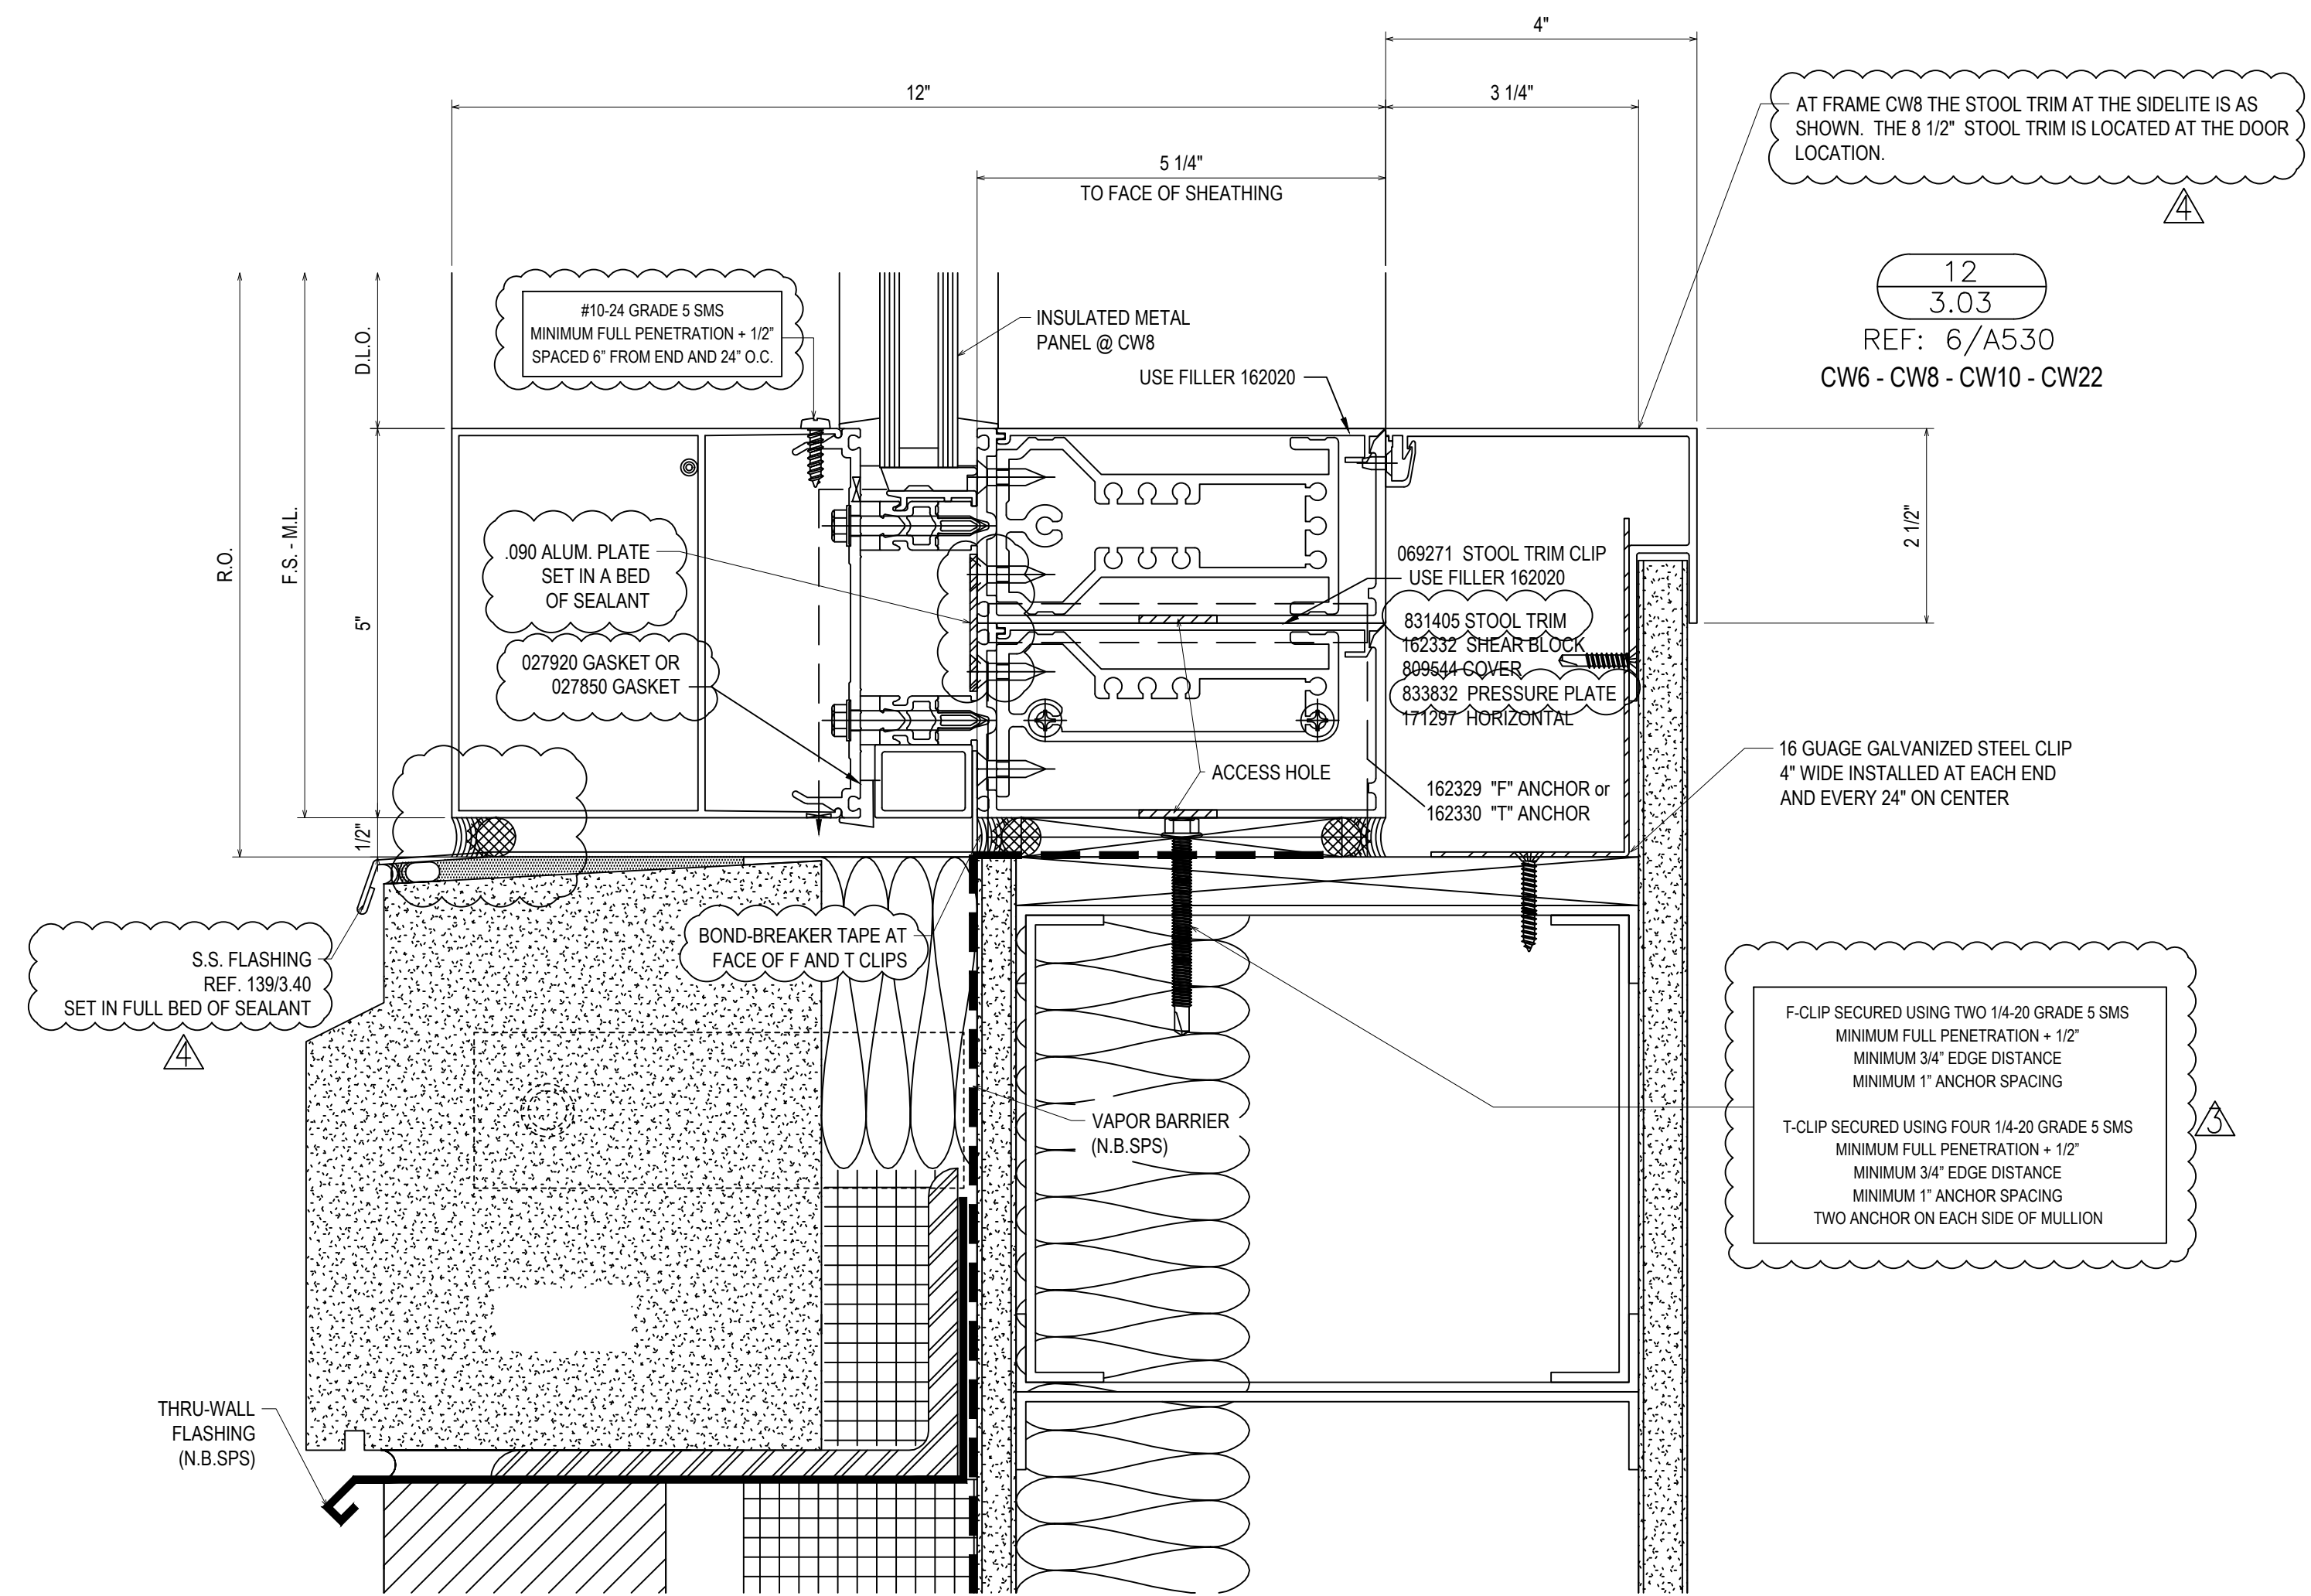 4"
12"
3 1/4"
AT FRAME CW8 THE STOOL TRIM AT THE SIDELITE IS AS
SHOWN.  THE 8 1/2"  STOOL TRIM IS LOCATED AT THE DOOR
LOCATION.
4
5 1/4"
TO FACE OF SHEATHING
12
3.03
REF: 6/A530
CW6 - CW8 - CW10 - CW22
#10-24 GRADE 5 SMS
MINIMUM FULL PENETRATION + 1/2"
SPACED 6" FROM END AND 24" O.C.
INSULATED METAL
PANEL @ CW8
USE FILLER 162020
D.L.O.
F.S. - M.L.
R.O.
5"
1/2"
2 1/2"
.090 ALUM. PLATE
SET IN A BED
OF SEALANT
027920 GASKET OR
027850 GASKET
069271  STOOL TRIM CLIP
USE FILLER 162020
831405 STOOL TRIM
162332  SHEAR BLOCK
809544 COVER
833832  PRESSURE PLATE
171297  HORIZONTAL
ACCESS HOLE
162329  "F" ANCHOR or
162330  "T" ANCHOR
16 GUAGE GALVANIZED STEEL CLIP
4" WIDE INSTALLED AT EACH END
AND EVERY 24" ON CENTER
S.S. FLASHING
REF. 139/3.40
SET IN FULL BED OF SEALANT
4
BOND-BREAKER TAPE AT
FACE OF F AND T CLIPS
VAPOR BARRIER
(N.B.SPS)
F-CLIP SECURED USING TWO 1/4-20 GRADE 5 SMS
MINIMUM FULL PENETRATION + 1/2"
MINIMUM 3/4" EDGE DISTANCE
MINIMUM 1" ANCHOR SPACING
T-CLIP SECURED USING FOUR 1/4-20 GRADE 5 SMS
MINIMUM FULL PENETRATION + 1/2"
MINIMUM 3/4" EDGE DISTANCE
MINIMUM 1" ANCHOR SPACING
TWO ANCHOR ON EACH SIDE OF MULLION
3
THRU-WALL
FLASHING
(N.B.SPS)